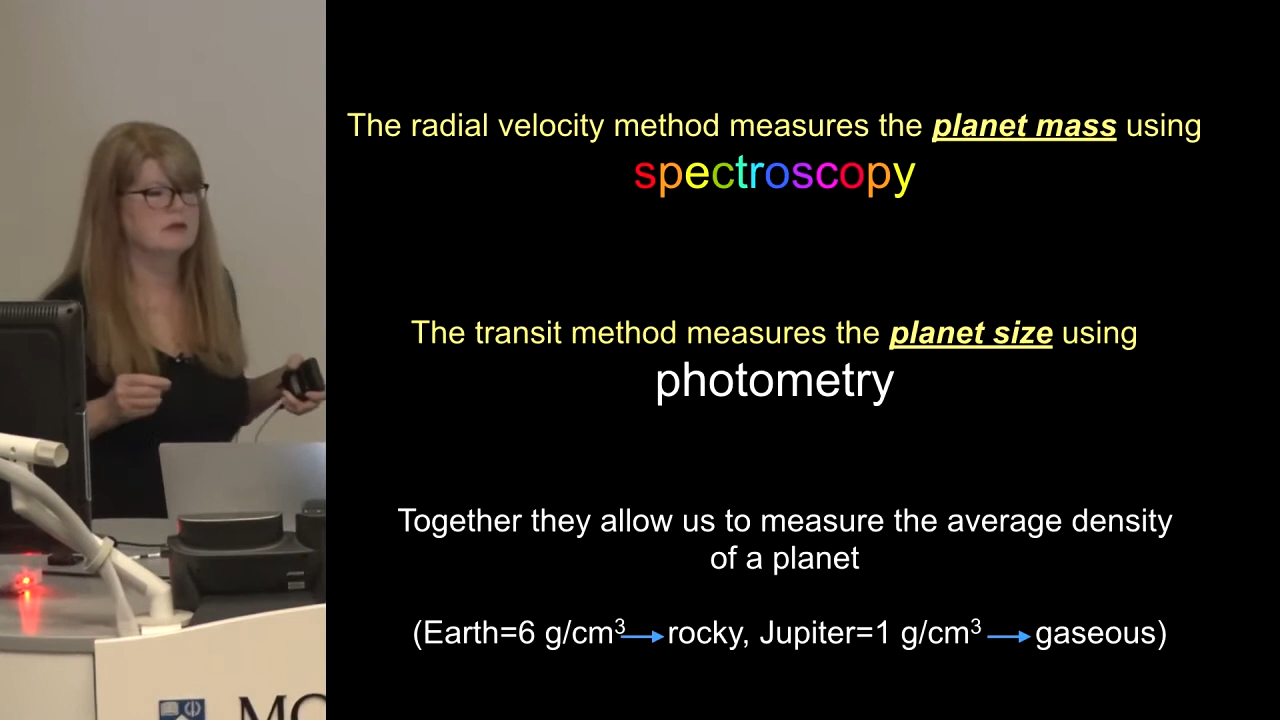 The radial velocity method measures the planet mass using
spectroscopy
The transit method measures the planet size using
photometry
Together they allow us to measure the average density
of a planet
(Earth=6 g/cm³→rocky, Jupiter=1 g/cm³ → gaseous)